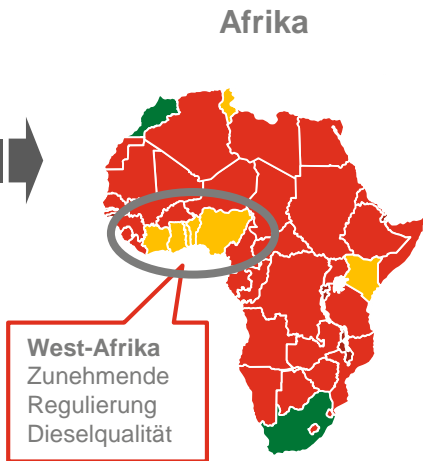 Afrika
West-Afrika
Zunehmende
Regulierung
Dieselqualität